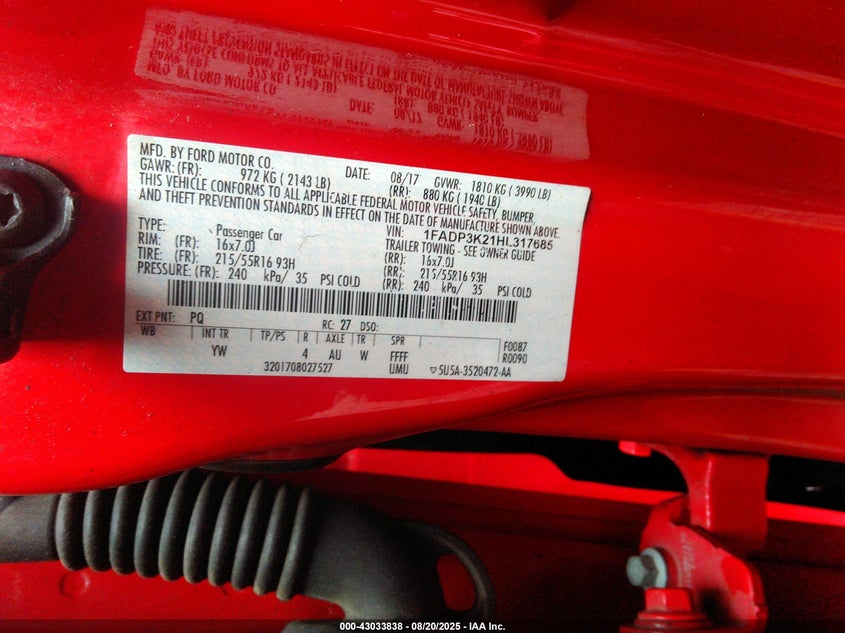 MFD. BY FORD MOTOR CO. DATE: 08/17 GVWR: 1810 KG ( 3990 LB)
GAWR: (FR): 972 KG ( 2143 LB) (RR): 880 KG ( 1940 LB)
THIS VEHICLE CONFORMS TO ALL APPLICABLE FEDERAL MOTOR VEHICLE SAFETY, BUMPER,
AND THEFT PREVENTION STANDARDS IN EFFECT ON THE DATE OF MANUFACTURE SHOWN ABOVE.
VIN: 1FADP3K21HL317685
TYPE: Passenger Car TRAILER TOWING - SEE OWNER GUIDE
RIM: (FR): 16x7.0J (RR): 16x7.0J
TIRE: (FR): 215/55R16 93H (RR): 215/55R16 93H
PRESSURE: (FR): 240 kPa/ 35 PSI COLD (RR): 240 kPa/ 35 PSI COLD
EXT PNT: PQ RC: 27 DSO:
WB INT TR TP/PS R AXLE TR SPR F0087
YW 4 AU W FFFF R0090
3201708027527 UMU ▽5U5A-3520472-AA
000-43033838 - 08/20/2025 - IAA Inc.